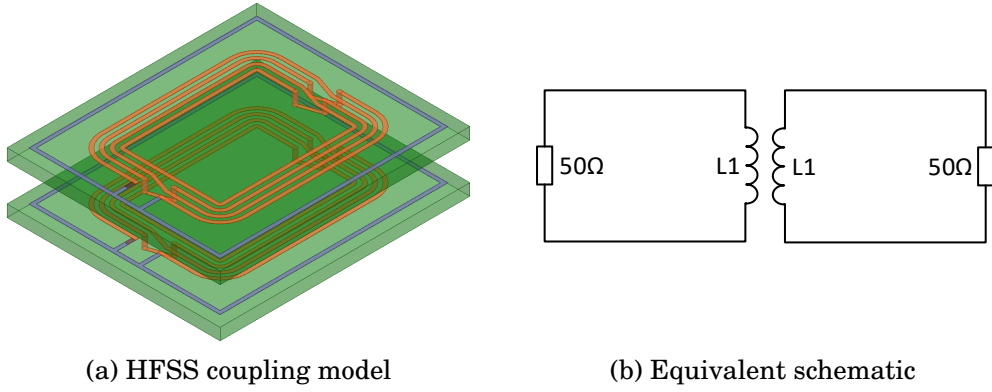 50Ω
L1
L1
50Ω
(a) HFSS coupling model
(b) Equivalent schematic